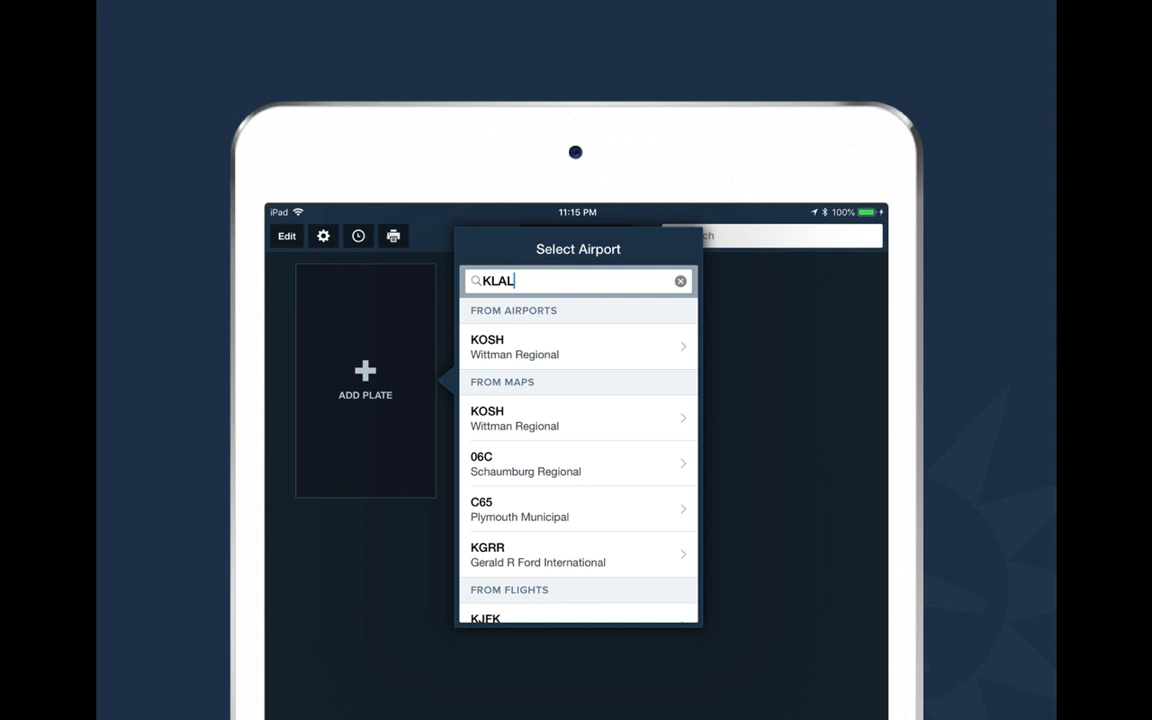 iPad
11:15 PM
100%
Edit
ch
Select Airport
KLAL
FROM AIRPORTS
KOSH
Wittman Regional
FROM MAPS
KOSH
Wittman Regional
06C
Schaumburg Regional
C65
Plymouth Municipal
KGRR
Gerald R Ford International
FROM FLIGHTS
KJFK
ADD PLATE